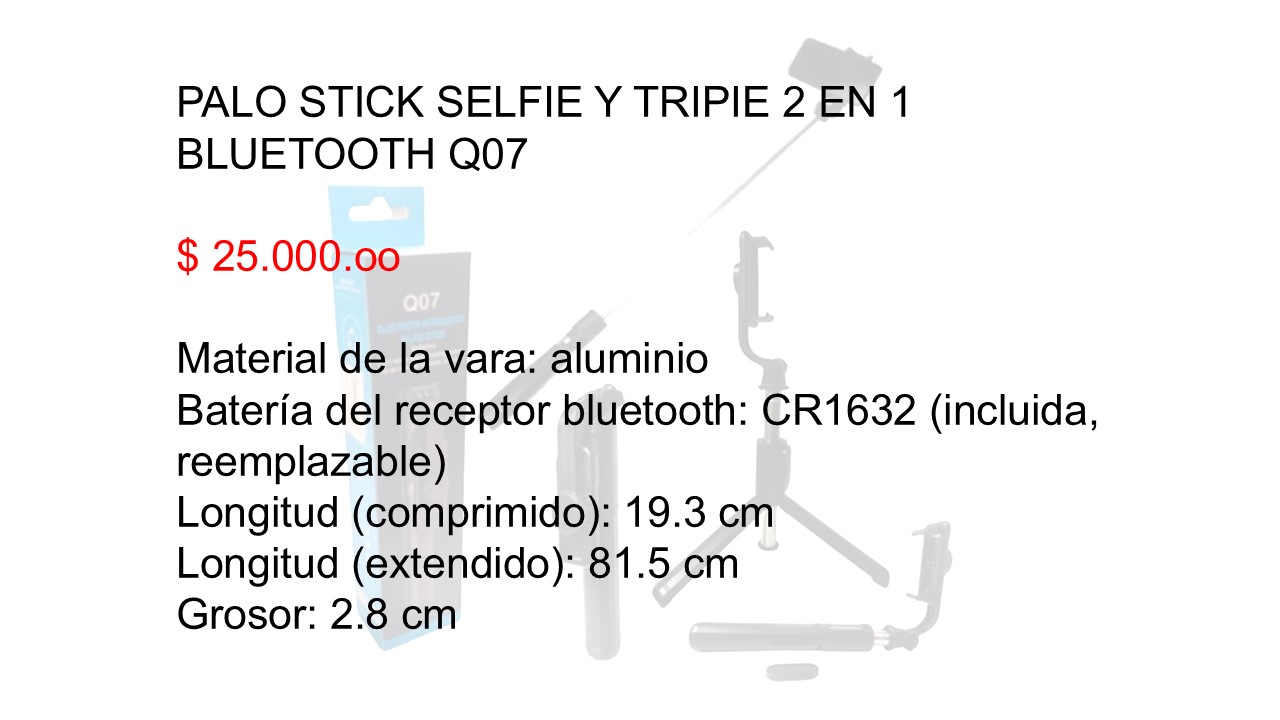 PALO STICK SELFIE Y TRIPIE 2 EN 1
BLUETOOTH Q07
$ 25.000.oo
Q07
Material de la vara: aluminio
Batería del receptor bluetooth: CR1632 (incluida,
reemplazable)
Longitud (comprimido): 19.3 cm
Longitud (extendido): 81.5 cm
Grosor: 2.8 cm